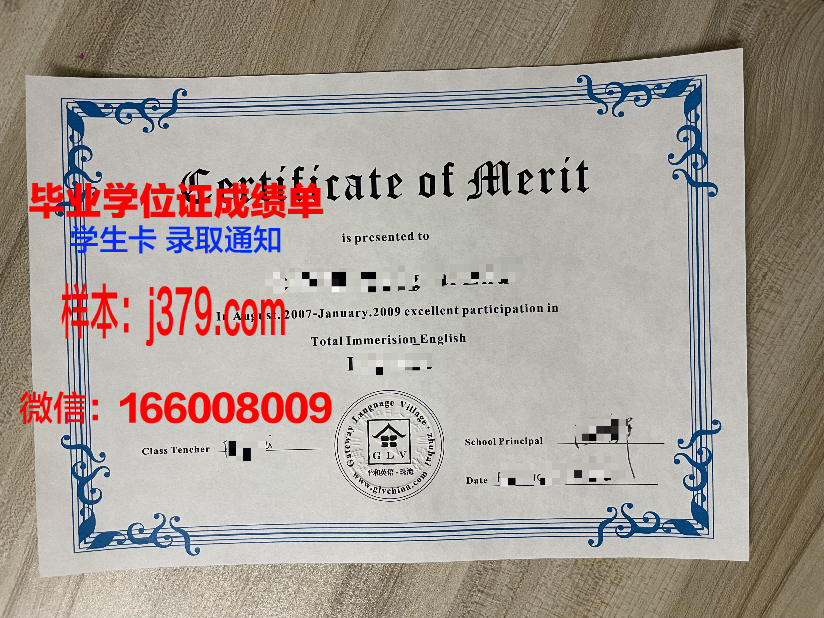 Certificate of Merit
毕业学位证成绩单
is presented to
学生卡 录取通知
样本：j379.com
In August.2007-January.2009 excellent participation in
Total Immerision English
微信：166008009
Class Tencher
Gateway Language Village · zhuhai
GLV
www.glvchina.com
School Principal
Date